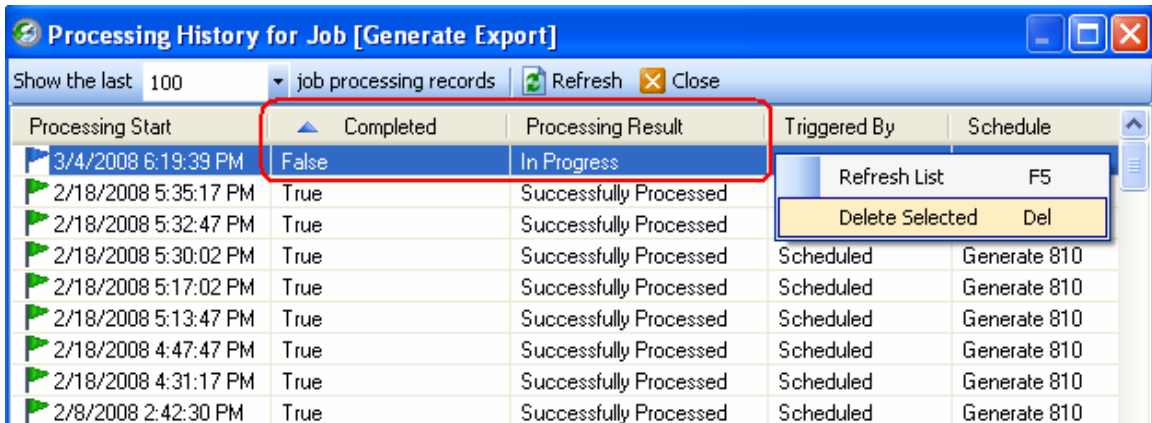 Processing History for Job [Generate Export]
Show the last 100 job processing records Refresh Close
Processing Start Completed Processing Result Triggered By Schedule
3/4/2008 6:19:39 PM False In Progress
Refresh List F5
2/18/2008 5:35:17 PM True Successfully Processed
Delete Selected Del
2/18/2008 5:32:47 PM True Successfully Processed
2/18/2008 5:30:02 PM True Successfully Processed Scheduled Generate 810
2/18/2008 5:17:02 PM True Successfully Processed Scheduled Generate 810
2/18/2008 5:13:47 PM True Successfully Processed Scheduled Generate 810
2/18/2008 4:47:47 PM True Successfully Processed Scheduled Generate 810
2/18/2008 4:31:17 PM True Successfully Processed Scheduled Generate 810
2/8/2008 2:42:30 PM True Successfully Processed Scheduled Generate 810